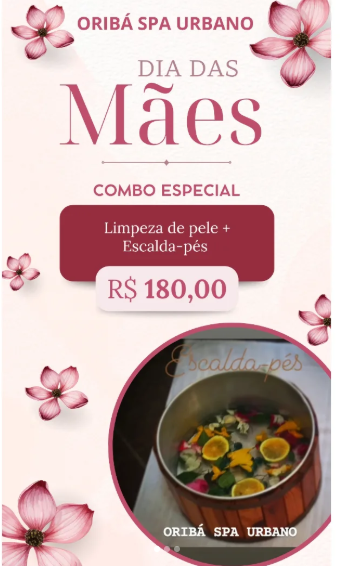 ORIBÁ SPA URBANO
DIA DAS
Mães
COMBO ESPECIAL
Limpeza de pele +
Escalda-pés
R$ 180,00
Escalda-pés
ORIBÁ SPA URBANO